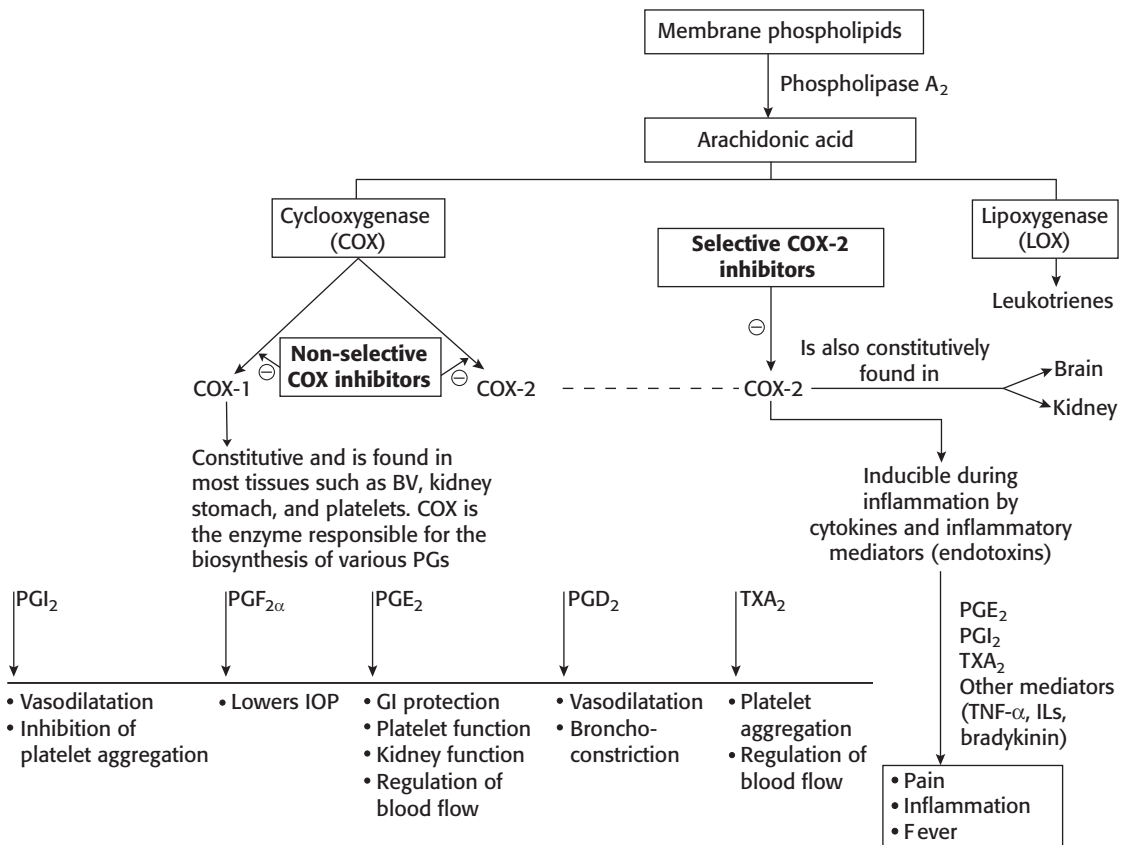 Membrane phospholipids
Phospholipase A₂
Arachidonic acid
Cyclooxygenase
(COX)
Lipoxygenase
(LOX)
Selective COX-2
inhibitors
Leukotrienes
Non-selective
COX inhibitors
⊖
⊖
⊖
COX-1
COX-2
COX-2
Is also constitutively
found in
Brain
Kidney
Constitutive and is found in
most tissues such as BV, kidney
stomach, and platelets. COX is
the enzyme responsible for the
biosynthesis of various PGs
Inducible during
inflammation by
cytokines and inflammatory
mediators (endotoxins)
PGI₂
PGF₂α
PGE₂
PGD₂
TXA₂
• Vasodilatation
• Inhibition of
platelet aggregation
• Lowers IOP
• GI protection
• Platelet function
• Kidney function
• Regulation of
blood flow
• Vasodilatation
• Broncho-
constriction
• Platelet
aggregation
• Regulation of
blood flow
PGE₂
PGI₂
TXA₂
Other mediators
(TNF-α, ILs,
bradykinin)
• Pain
• Inflammation
• Fever